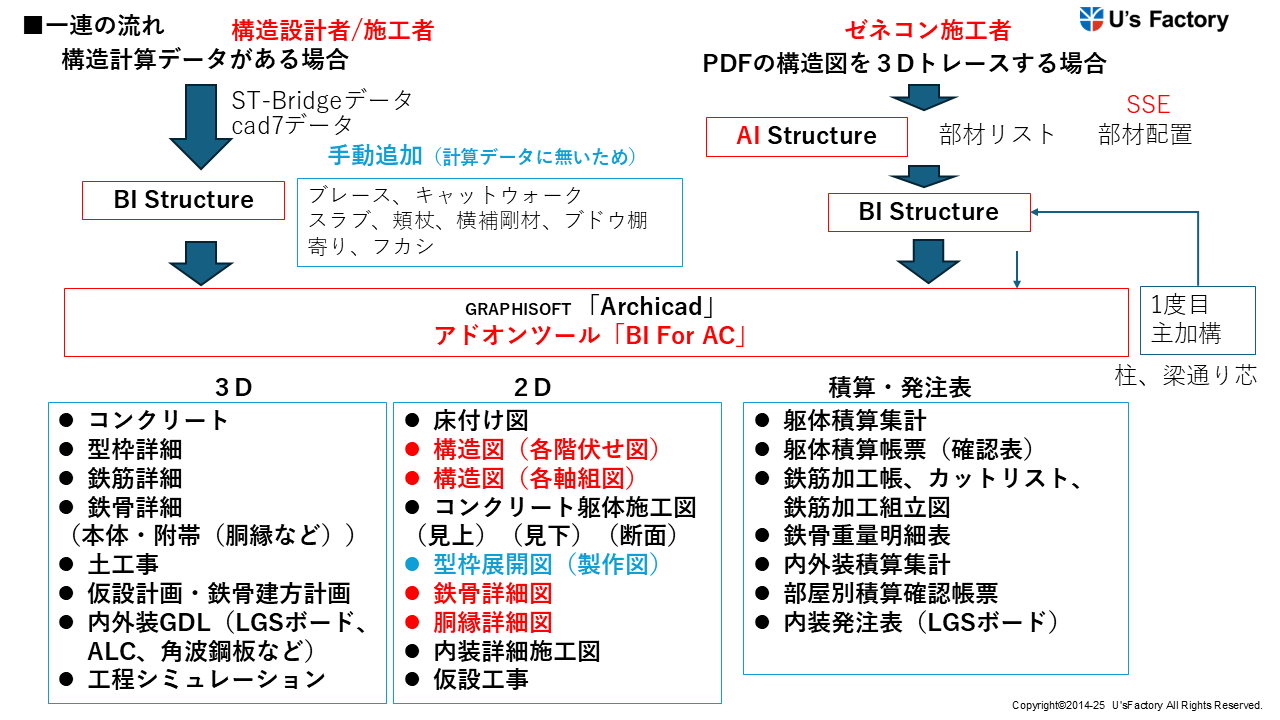 ■一連の流れ
構造設計者/施工者
構造計算データがある場合
ST-Bridgeデータ
cad7データ
手動追加（計算データに無いため）
BI Structure
ブレース、キャットウォーク
スラブ、頬杖、横補剛材、ブドウ棚
寄り、フカシ
U's Factory
ゼネコン施工者
PDFの構造図を３Dトレースする場合
AI Structure
部材リスト
SSE
部材配置
BI Structure
1度目
主加構
柱、梁通り芯
GRAPHISOFT「Archicad」
アドオンツール「BI For AC」
３D
● コンクリート
● 型枠詳細
● 鉄筋詳細
● 鉄骨詳細
（本体・附帯（胴縁など））
● 土工事
● 仮設計画・鉄骨建方計画
● 内外装GDL（LGSボード、
ALC、角波鋼板など）
● 工程シミュレーション
２D
● 床付け図
● 構造図（各階伏せ図）
● 構造図（各軸組図）
● コンクリート躯体施工図
（見上）（見下）（断面）
● 型枠展開図（製作図）
● 鉄骨詳細図
● 胴縁詳細図
● 内装詳細施工図
● 仮設工事
積算・発注表
● 躯体積算集計
● 躯体積算帳票（確認表）
● 鉄筋加工帳、カットリスト、
鉄筋加工組立図
● 鉄骨重量明細表
● 内外装積算集計
● 部屋別積算確認帳票
● 内装発注表（LGSボード）
Copyright©2014-25 U'sFactory All Rights Reserved.